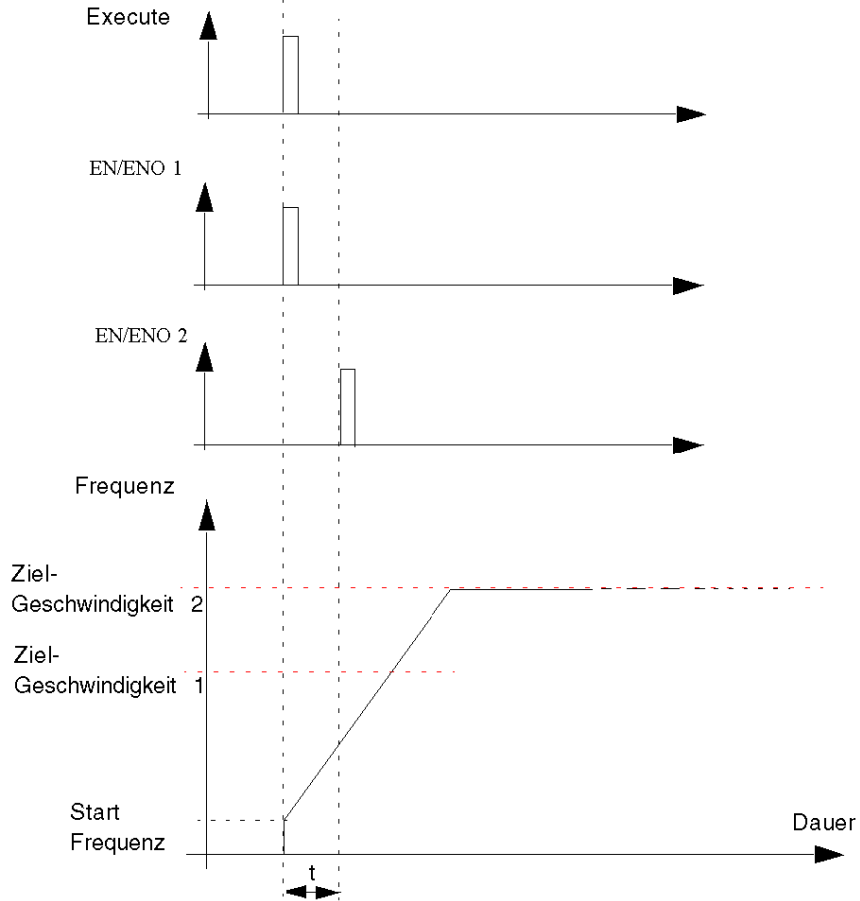 Execute
EN/ENO 1
EN/ENO 2
Frequenz
Ziel-
Geschwindigkeit 2
Ziel-
Geschwindigkeit 1
Start
Frequenz
Dauer
t